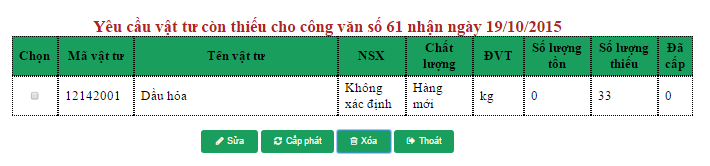 Yêu cầu vật tư còn thiếu cho công văn số 61 nhận ngày 19/10/2015
Chọn Mã vật tư Tên vật tư NSX Chất lượng ĐVT Số lượng tồn Số lượng thiếu Đã cấp
12142001 Dầu hỏa Không xác định Hàng mới kg 0 33 0
Sửa Cấp phát Xóa Thoát